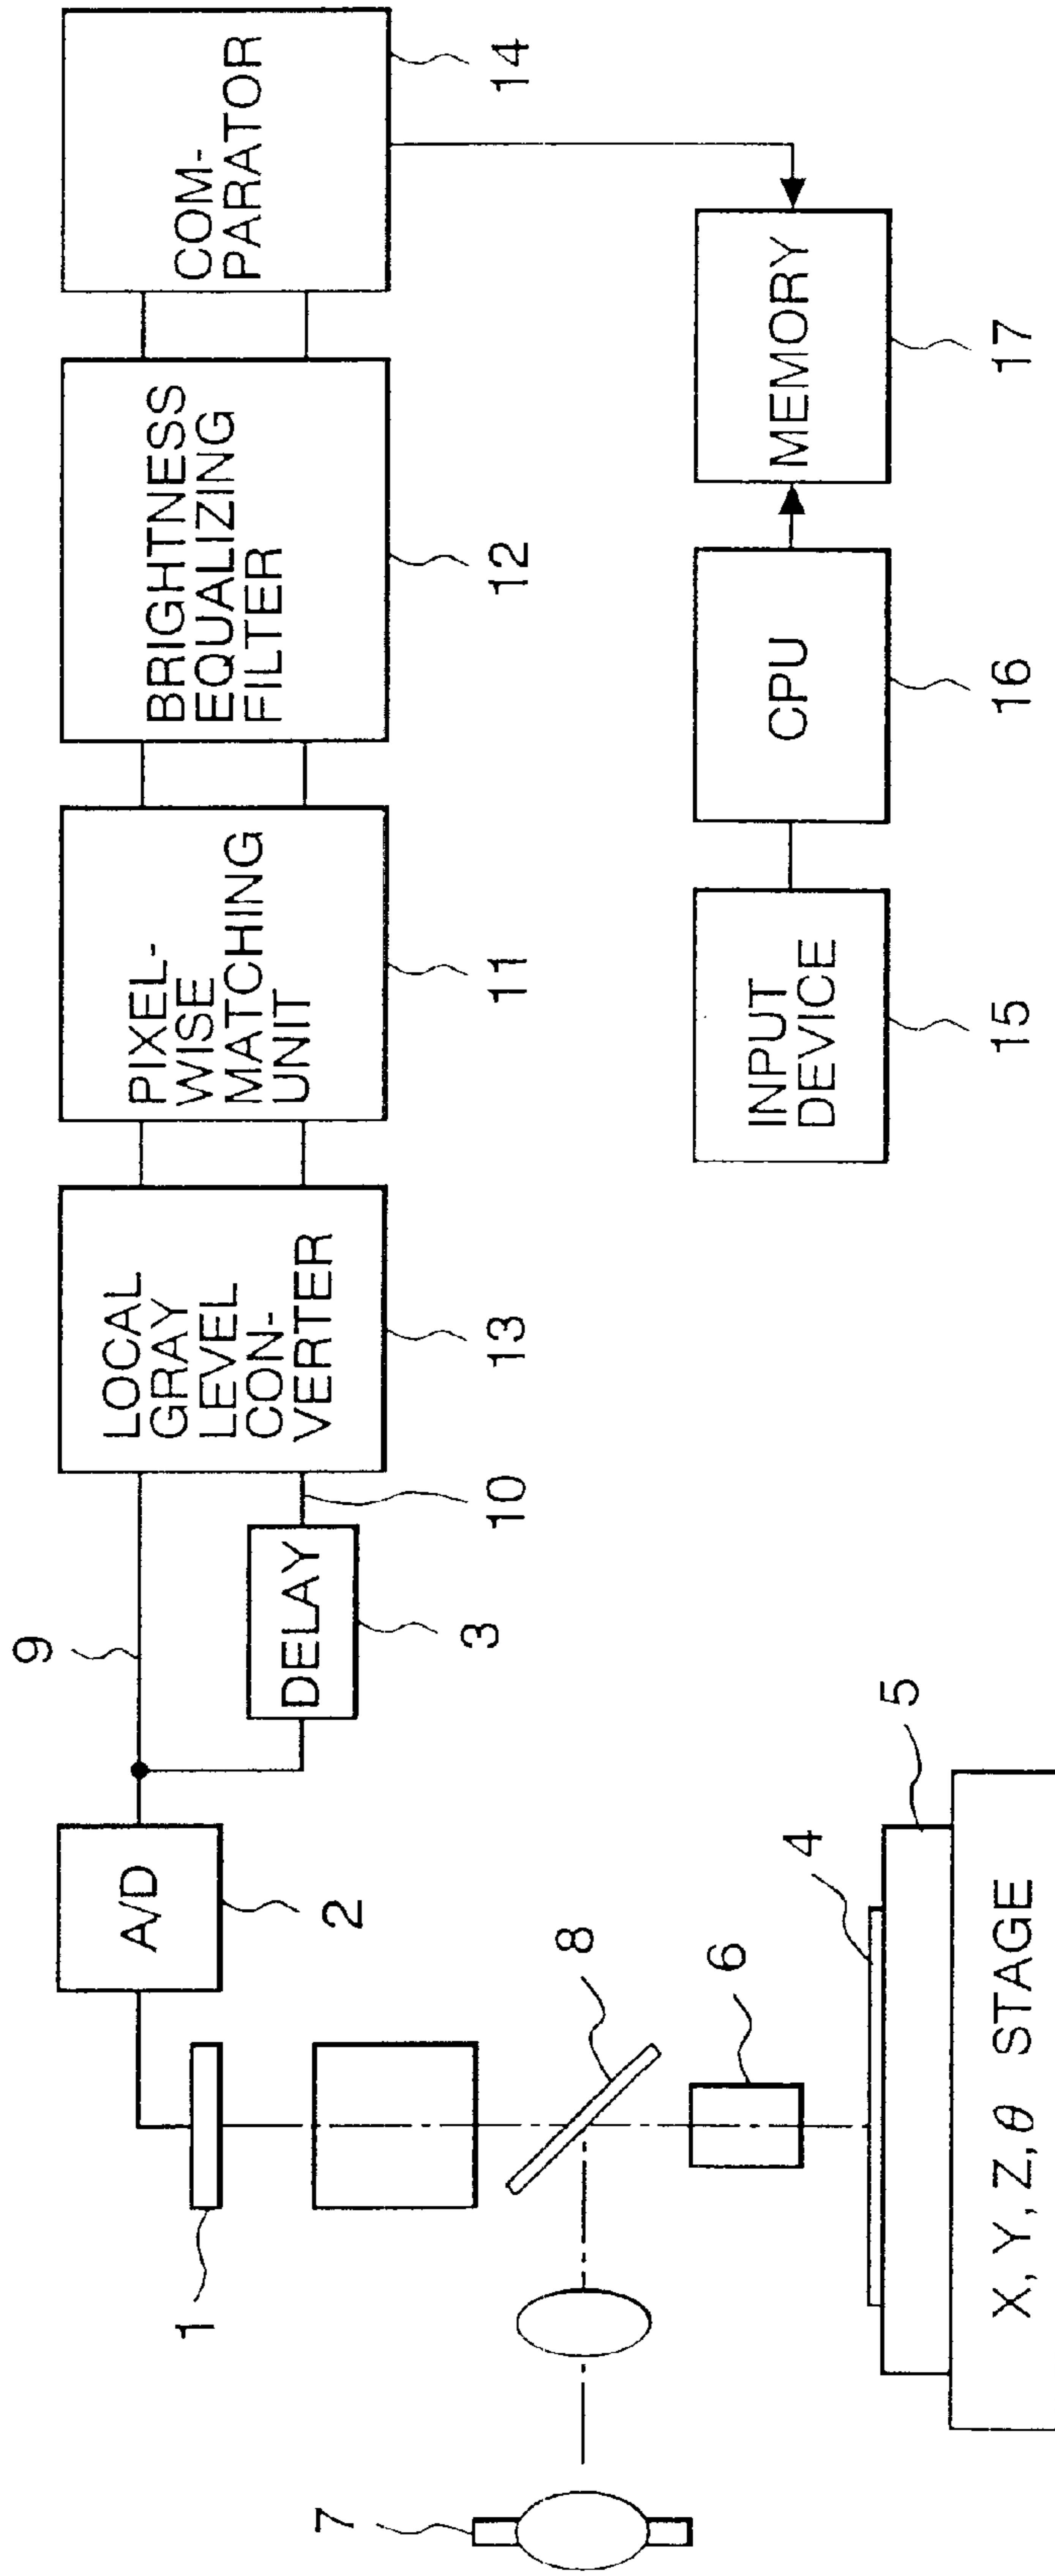 7
1
A/D
2
9
DELAY
3
10
LOCAL
GRAY
LEVEL
CON-
VERTER
13
PIXEL-
WISE
MATCHING
UNIT
11
BRIGHTNESS
EQUALIZING
FILTER
12
COM-
PARATOR
14
8
6
4
5
X, Y, Z, θ STAGE
INPUT
DEVICE
15
CPU
16
MEMORY
17